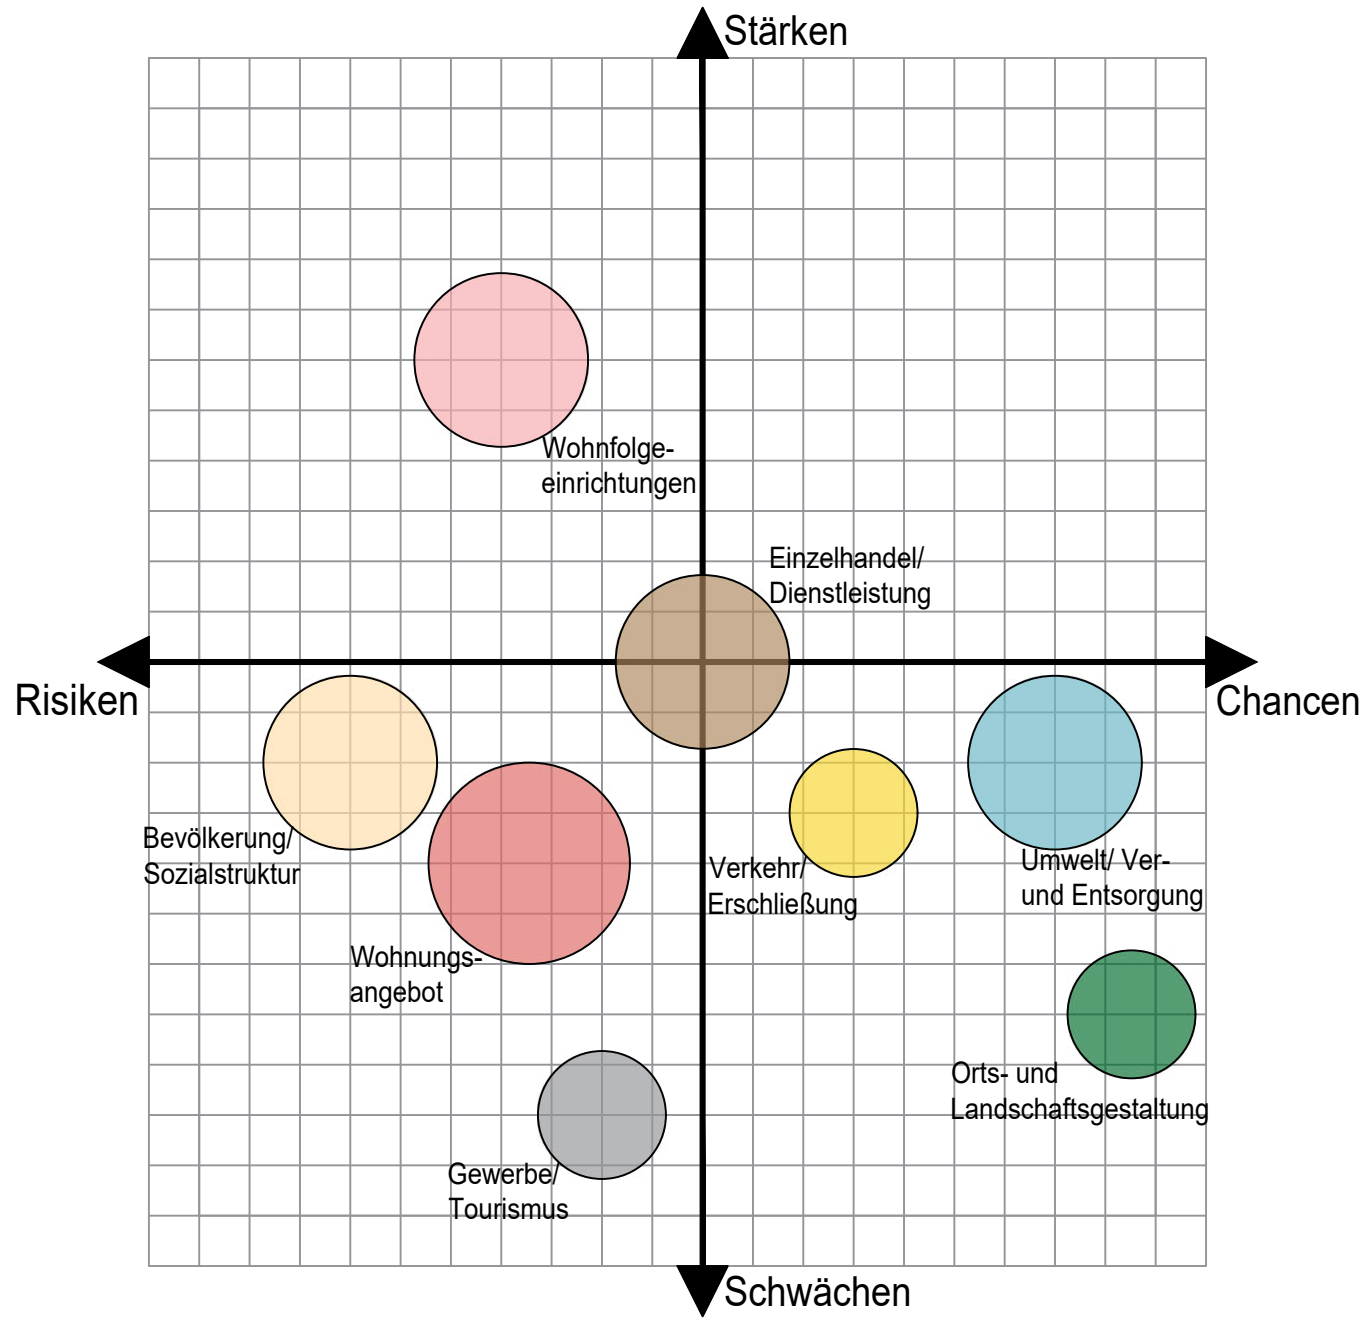 Stärken
Wohnfolge-
einrichtungen
Einzelhandel/
Dienstleistung
Risiken
Chancen
Bevölkerung/
Sozialstruktur
Verkehr/
Erschließung
Umwelt/ Ver-
und Entsorgung
Wohnungs-
angebot
Orts- und
Landschaftsgestaltung
Gewerbe/
Tourismus
Schwächen